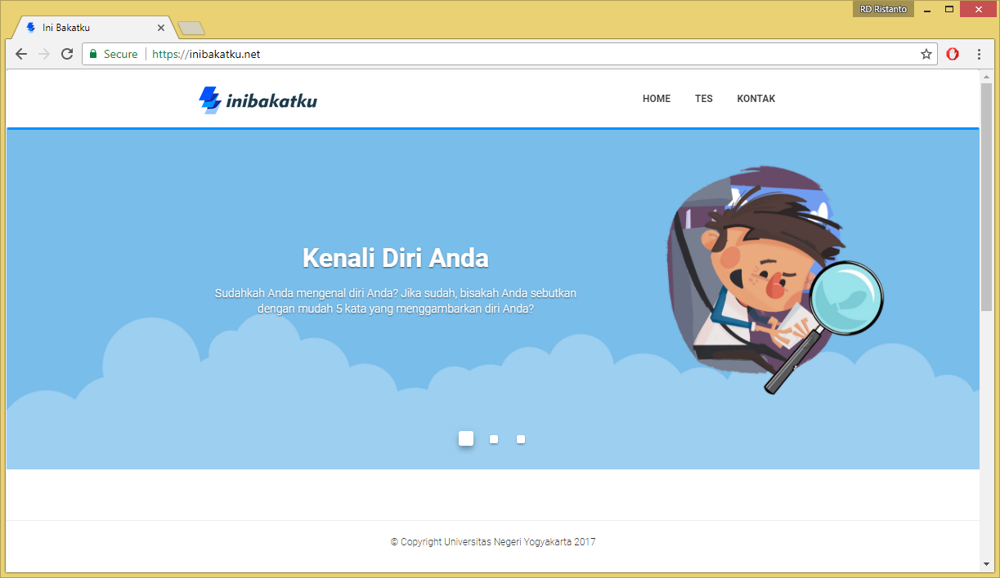 RD Ristanto
Ini Bakatku
Secure
https://inibakatku.net
inibakatku
HOME
TES
KONTAK
Kenali Diri Anda
Sudahkah Anda mengenal diri Anda? Jika sudah, bisakah Anda sebutkan
dengan mudah 5 kata yang menggambarkan diri Anda?
© Copyright Universitas Negeri Yogyakarta 2017